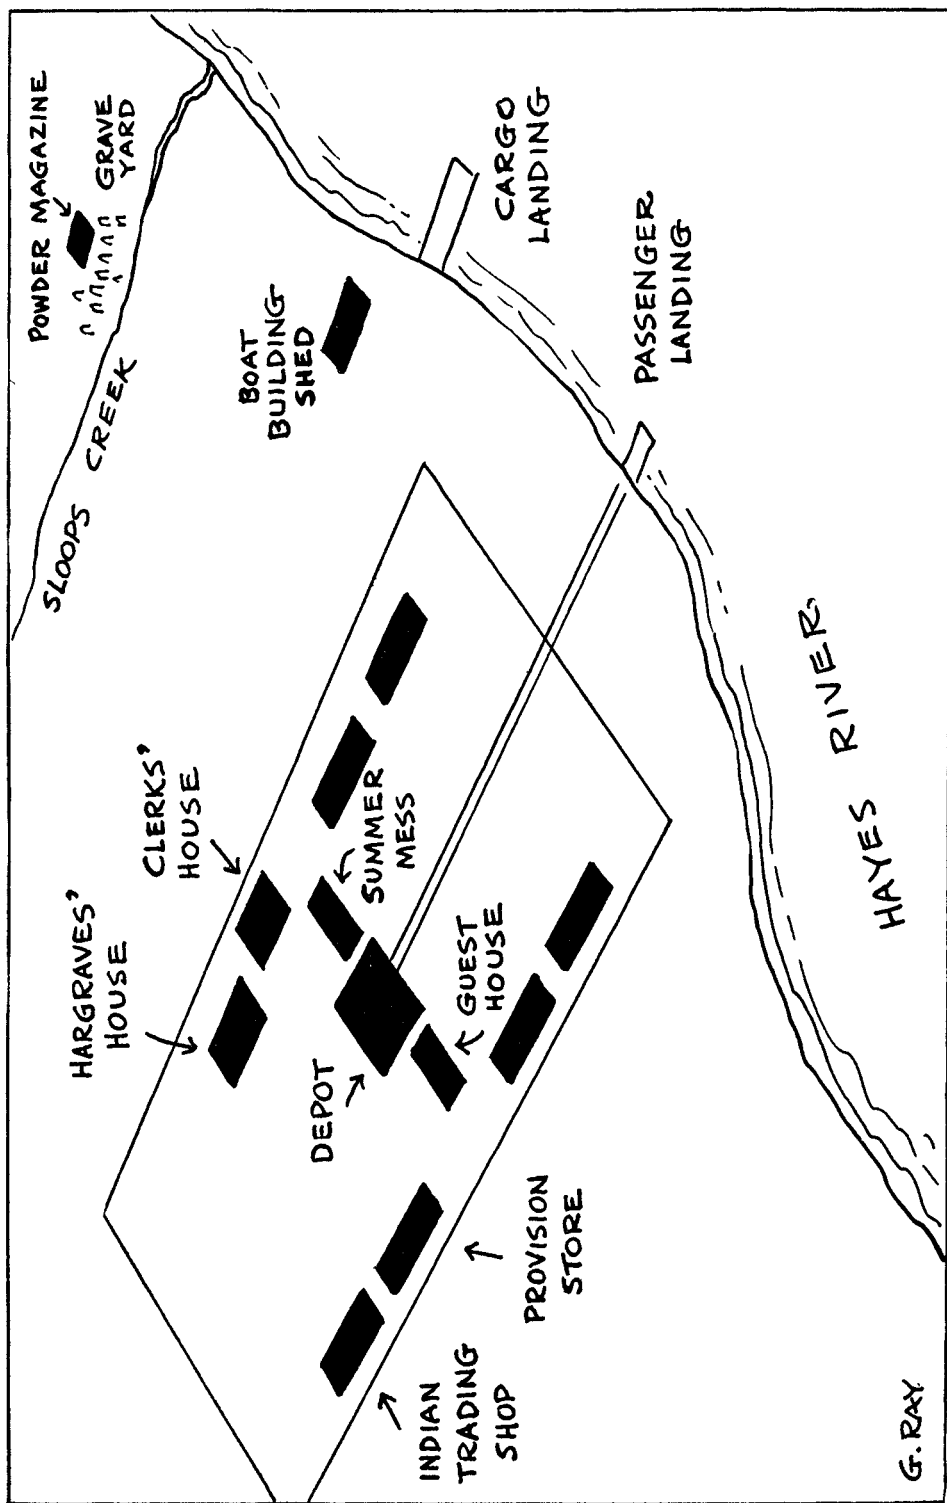 POWDER MAGAZINE
GRAVE
YARD
SLOOPS CREEK
BOAT
BUILDING
SHED
CARGO
LANDING
PASSENGER
LANDING
CLERKS'
HOUSE
HARGRAVES'
HOUSE
SUMMER
MESS
DEPOT
GUEST
HOUSE
HAYES RIVER
PROVISION
STORE
INDIAN
TRADING
SHOP
G. RAY.